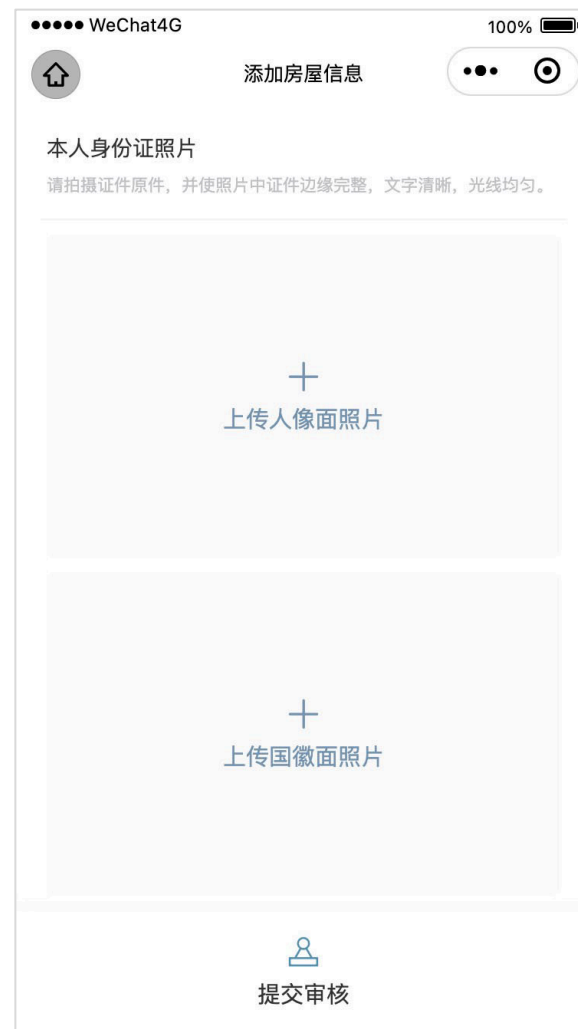 WeChat4G
100%
添加房屋信息
本人身份证照片
请拍摄证件原件，并使照片中证件边缘完整，文字清晰，光线均匀。
上传人像面照片
上传国徽面照片
提交审核